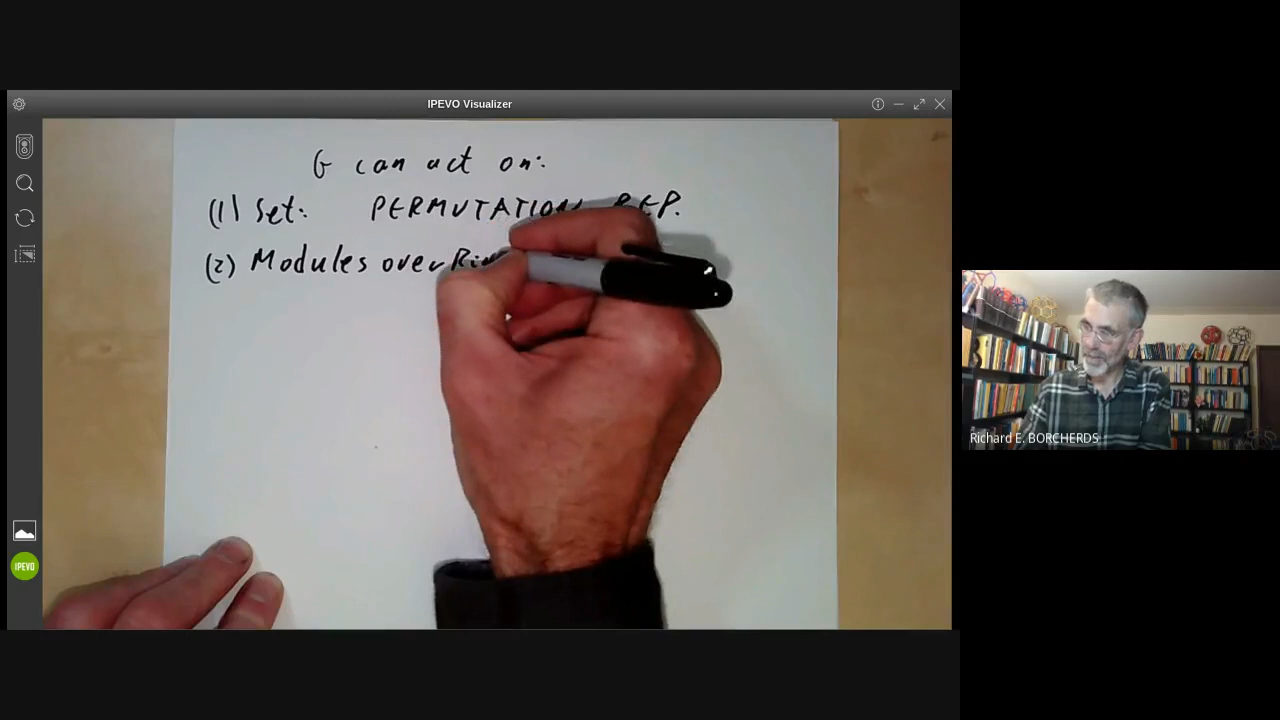 IPEVO Visualizer
G can act on:
(1) Set: PERMUTATION REP.
(2) Modules over
IPEVO
Richard E. BORCHERDS